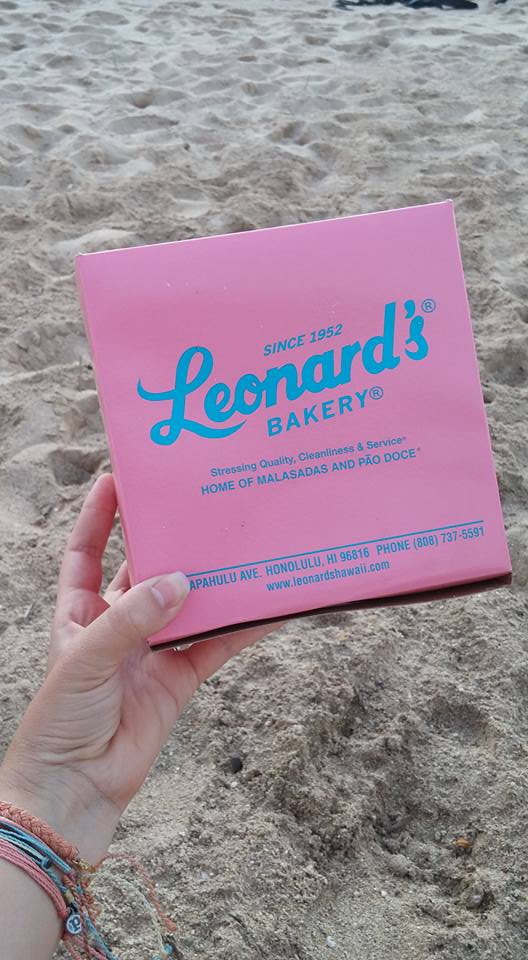 SINCE 1952
Leonard's®
BAKERY®
Stressing Quality, Cleanliness & Service®
HOME OF MALASADAS AND PÃO DOCE®
APAHULU AVE. HONOLULU, HI 96816 PHONE (808) 737-5591
www.leonardshawaii.com